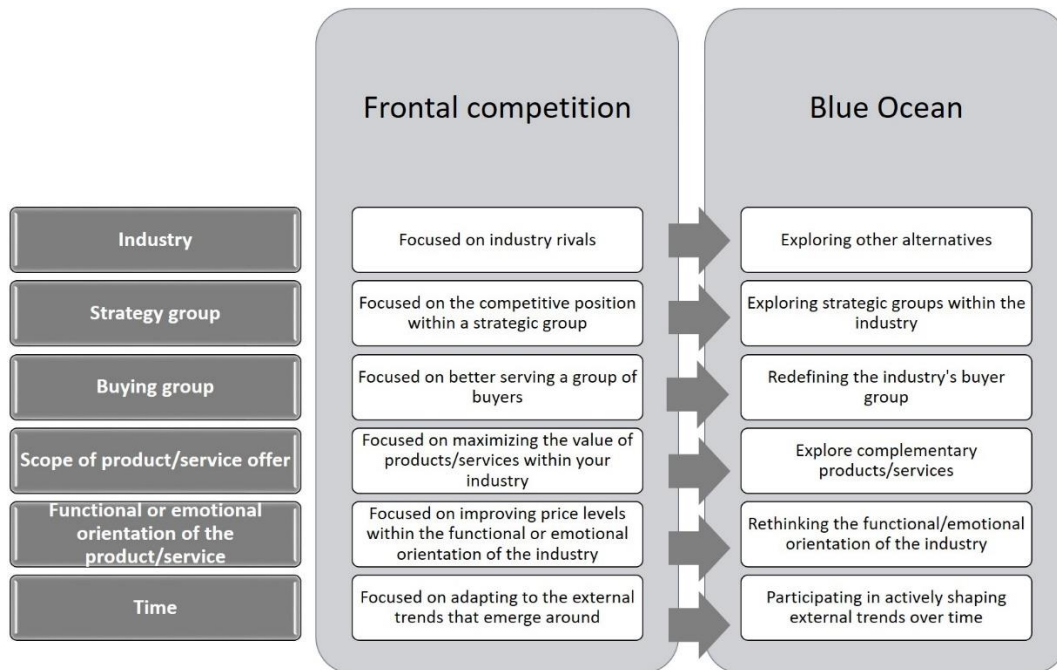 Frontal competition
Blue Ocean
Industry
Focused on industry rivals
Exploring other alternatives
Strategy group
Focused on the competitive position
within a strategic group
Exploring strategic groups within the
industry
Buying group
Focused on better serving a group of
buyers
Redefining the industry's buyer
group
Scope of product/service offer
Focused on maximizing the value of
products/services within your
industry
Explore complementary
products/services
Functional or emotional
orientation of the
product/service
Focused on improving price levels
within the functional or emotional
orientation of the industry
Rethinking the functional/emotional
orientation of the industry
Time
Focused on adapting to the external
trends that emerge around
Participating in actively shaping
external trends over time